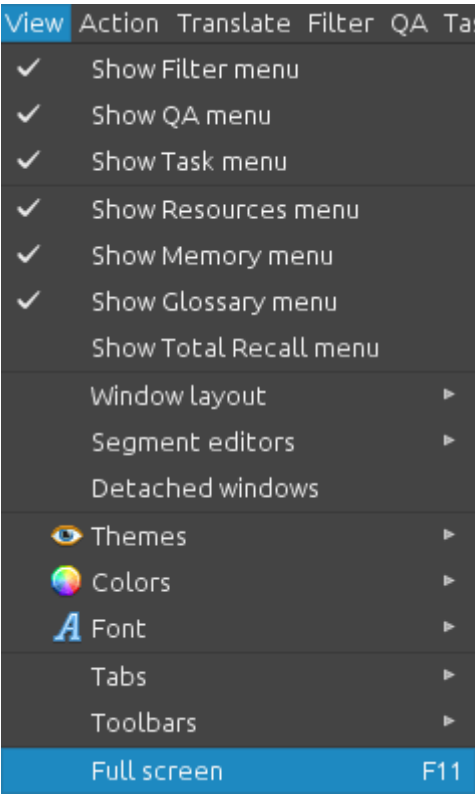 View Action Translate Filter QA
Show Filter menu
Show QA menu
Show Task menu
Show Resources menu
Show Memory menu
Show Glossary menu
Show Total Recall menu
Window layout
Segment editors
Detached windows
Themes
Colors
Font
Tabs
Toolbars
Full screen F11